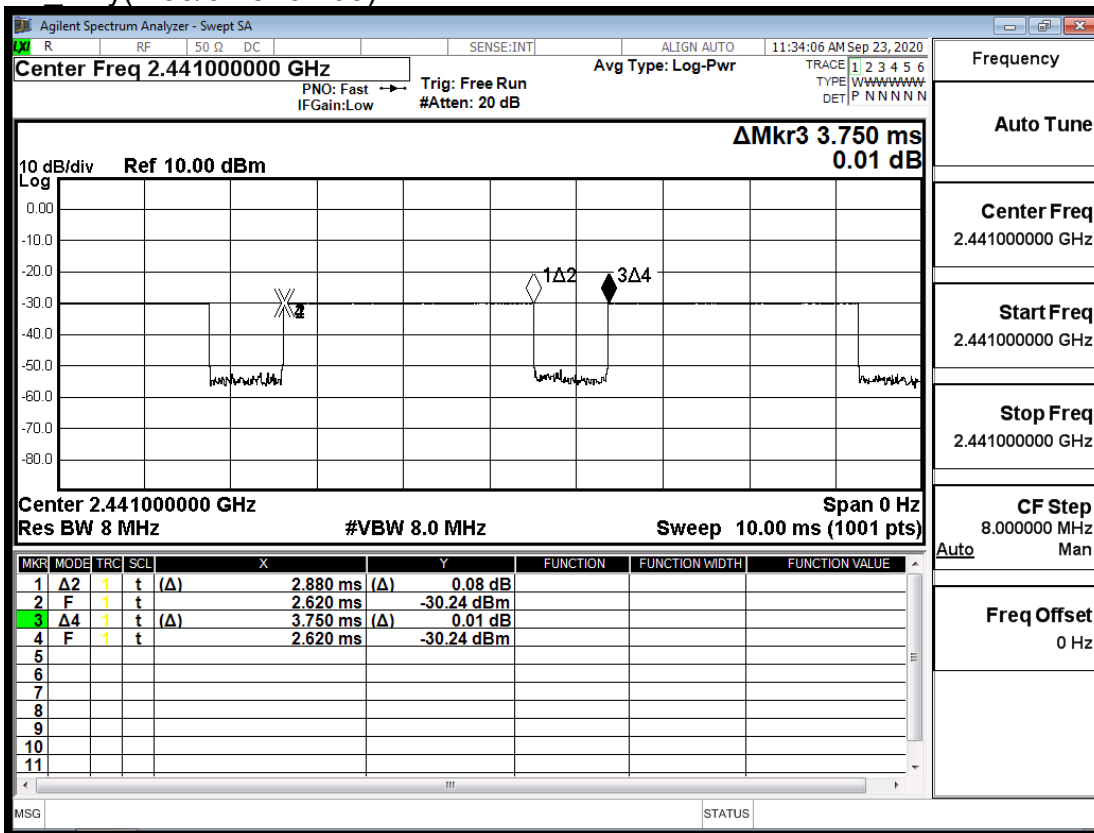 Agilent Spectrum Analyzer - Swept SA
LXI R RF 50 Ω DC SENSE:INT ALIGN AUTO 11:34:06 AM Sep 23, 2020
Center Freq 2.441000000 GHz
PNO: Fast
IFGain:Low
Trig: Free Run
#Atten: 20 dB
Avg Type: Log-Pwr
TRACE 1 2 3 4 5 6
TYPE WWWWWW
DET P N N N N N
ΔMkr3 3.750 ms
0.01 dB
10 dB/div Ref 10.00 dBm
Log
0.00
-10.0
-20.0
-30.0
-40.0
-50.0
-60.0
-70.0
-80.0
1Δ2
3Δ4
Center 2.441000000 GHz Span 0 Hz
Res BW 8 MHz #VBW 8.0 MHz Sweep 10.00 ms (1001 pts)
MKR MODE TRC SCL X Y FUNCTION FUNCTION WIDTH FUNCTION VALUE
1 Δ2 1 t (Δ) 2.880 ms (Δ) 0.08 dB
2 F 1 t 2.620 ms -30.24 dBm
3 Δ4 1 t (Δ) 3.750 ms (Δ) 0.01 dB
4 F 1 t 2.620 ms -30.24 dBm
5
6
7
8
9
10
11
MSG STATUS
Frequency
Auto Tune
Center Freq
2.441000000 GHz
Start Freq
2.441000000 GHz
Stop Freq
2.441000000 GHz
CF Step
8.000000 MHz
Auto Man
Freq Offset
0 Hz